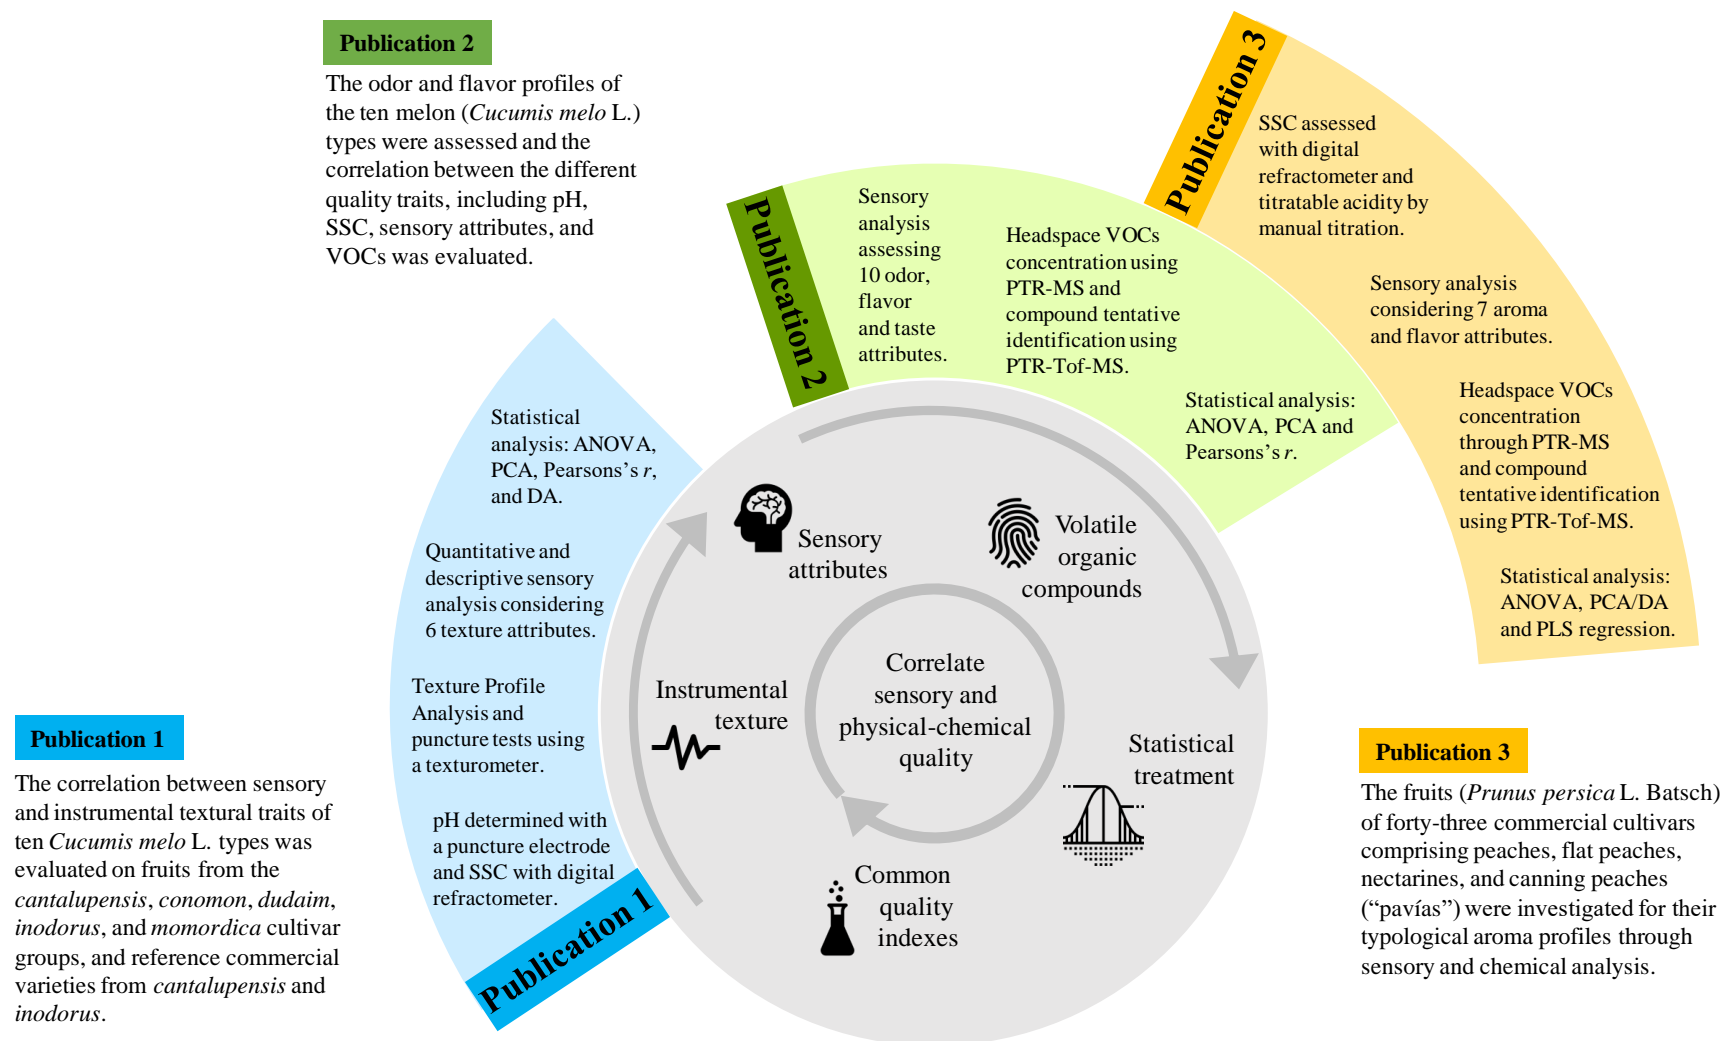 Publication 2
The odor and flavor profiles of
the ten melon (Cucumis melo L.)
types were assessed and the
correlation between the different
quality traits, including pH,
SSC, sensory attributes, and
VOCs was evaluated.
Publication 3
SSC assessed
with digital
refractometer and
titratable acidity by
manual titration.
Sensory analysis
considering 7 aroma
and flavor attributes.
Headspace VOCs
concentration
through PTR-MS
and compound
tentative identification
using PTR-Tof-MS.
Statistical analysis:
ANOVA, PCA/DA
and PLS regression.
Publication 2
Sensory
analysis
assessing
10 odor,
flavor
and taste
attributes.
Headspace VOCs
concentration using
PTR-MS and
compound tentative
identification using
PTR-Tof-MS.
Statistical analysis:
ANOVA, PCA and
Pearsons's r.
Statistical
analysis: ANOVA,
PCA, Pearsons's r,
and DA.
Quantitative and
descriptive sensory
analysis considering
6 texture attributes.
Texture Profile
Analysis and
puncture tests using
a texturometer.
pH determined with
a puncture electrode
and SSC with digital
refractometer.
Publication 1
Sensory
attributes
Volatile
organic
compounds
Instrumental
texture
Correlate
sensory and
physical-chemical
quality
Statistical
treatment
Common
quality
indexes
Publication 1
The correlation between sensory
and instrumental textural traits of
ten Cucumis melo L. types was
evaluated on fruits from the
cantalupensis, conomon, dudaim,
inodorus, and momordica cultivar
groups, and reference commercial
varieties from cantalupensis and
inodorus.
Publication 3
The fruits (Prunus persica L. Batsch)
of forty-three commercial cultivars
comprising peaches, flat peaches,
nectarines, and canning peaches
(“pavías”) were investigated for their
typological aroma profiles through
sensory and chemical analysis.